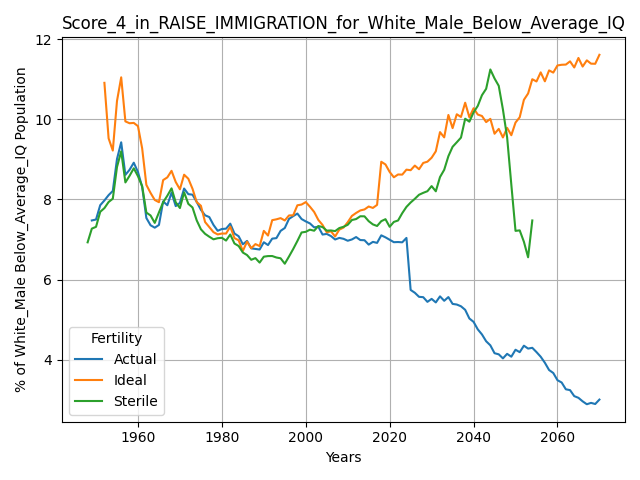 Score_4_in_RAISE_IMMIGRATION_for_White_Male_Below_Average_IQ
% of White_Male Below_Average_IQ Population
12
10
8
6
4
Fertility
Actual
Ideal
Sterile
1960 1980 2000 2020 2040 2060
Years